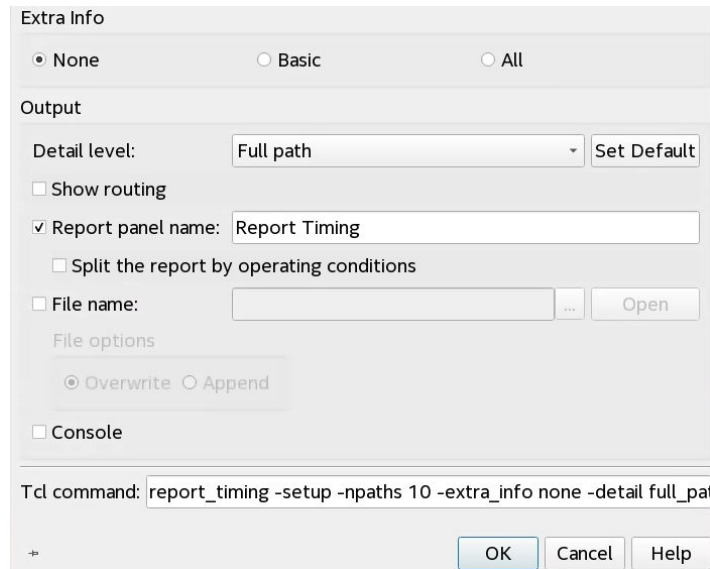 Extra Info
None Basic All
Output
Detail level: Full path Set Default
Show routing
Report panel name: Report Timing
Split the report by operating conditions
File name: ... Open
File options
Overwrite Append
Console
Tcl command: report_timing -setup -npaths 10 -extra_info none -detail full_pat
OK Cancel Help